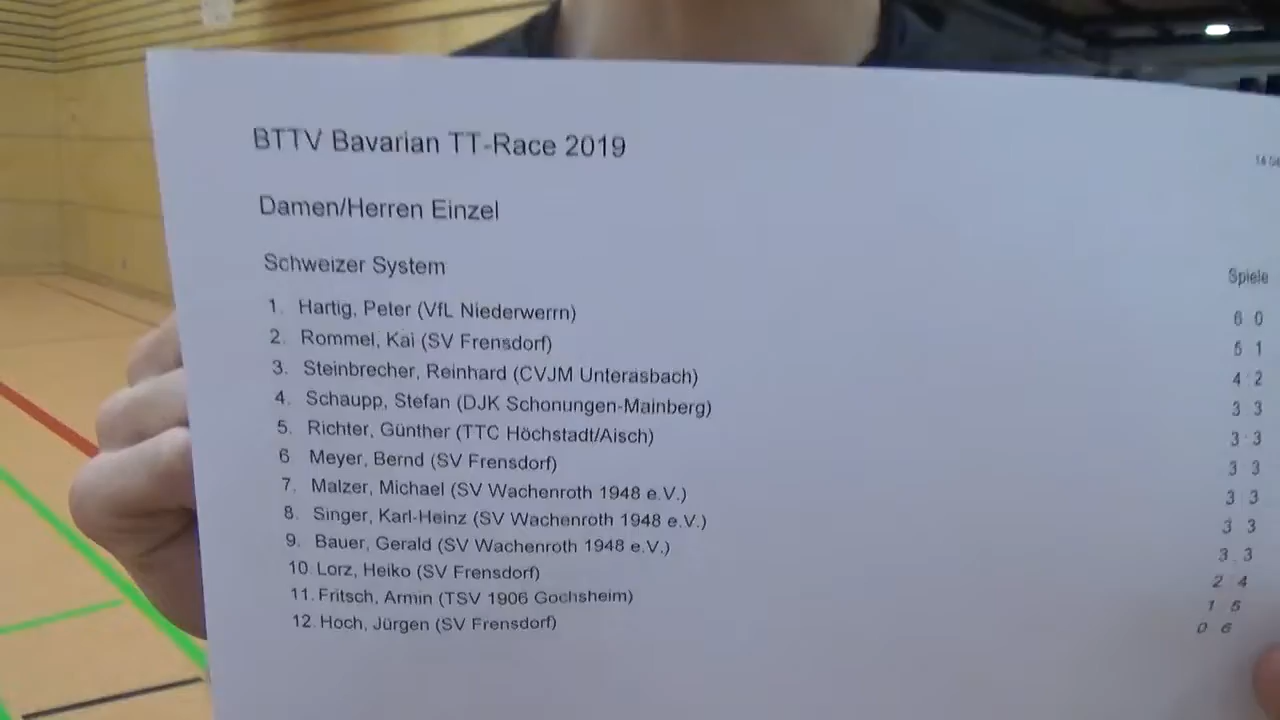 BTTV Bavarian TT-Race 2019
Damen/Herren Einzel
Schweizer System Spiele
1. Hartig, Peter (VfL Niederwerrn) 6 0
2. Rommel, Kai (SV Frensdorf) 5 1
3. Steinbrecher, Reinhard (CVJM Unterasbach) 4 2
4. Schaupp, Stefan (DJK Schonungen-Mainberg) 3 3
5. Richter, Günther (TTC Höchstadt/Aisch) 3 3
6 Meyer, Bernd (SV Frensdorf) 3 3
7. Malzer, Michael (SV Wachenroth 1948 e.V.) 3 3
8. Singer, Karl-Heinz (SV Wachenroth 1948 e.V.) 3 3
9. Bauer, Gerald (SV Wachenroth 1948 e.V.) 3 3
10. Lorz, Heiko (SV Frensdorf) 2 4
11. Fritsch, Armin (TSV 1906 Gochsheim) 1 5
12. Hoch, Jürgen (SV Frensdorf) 0 6